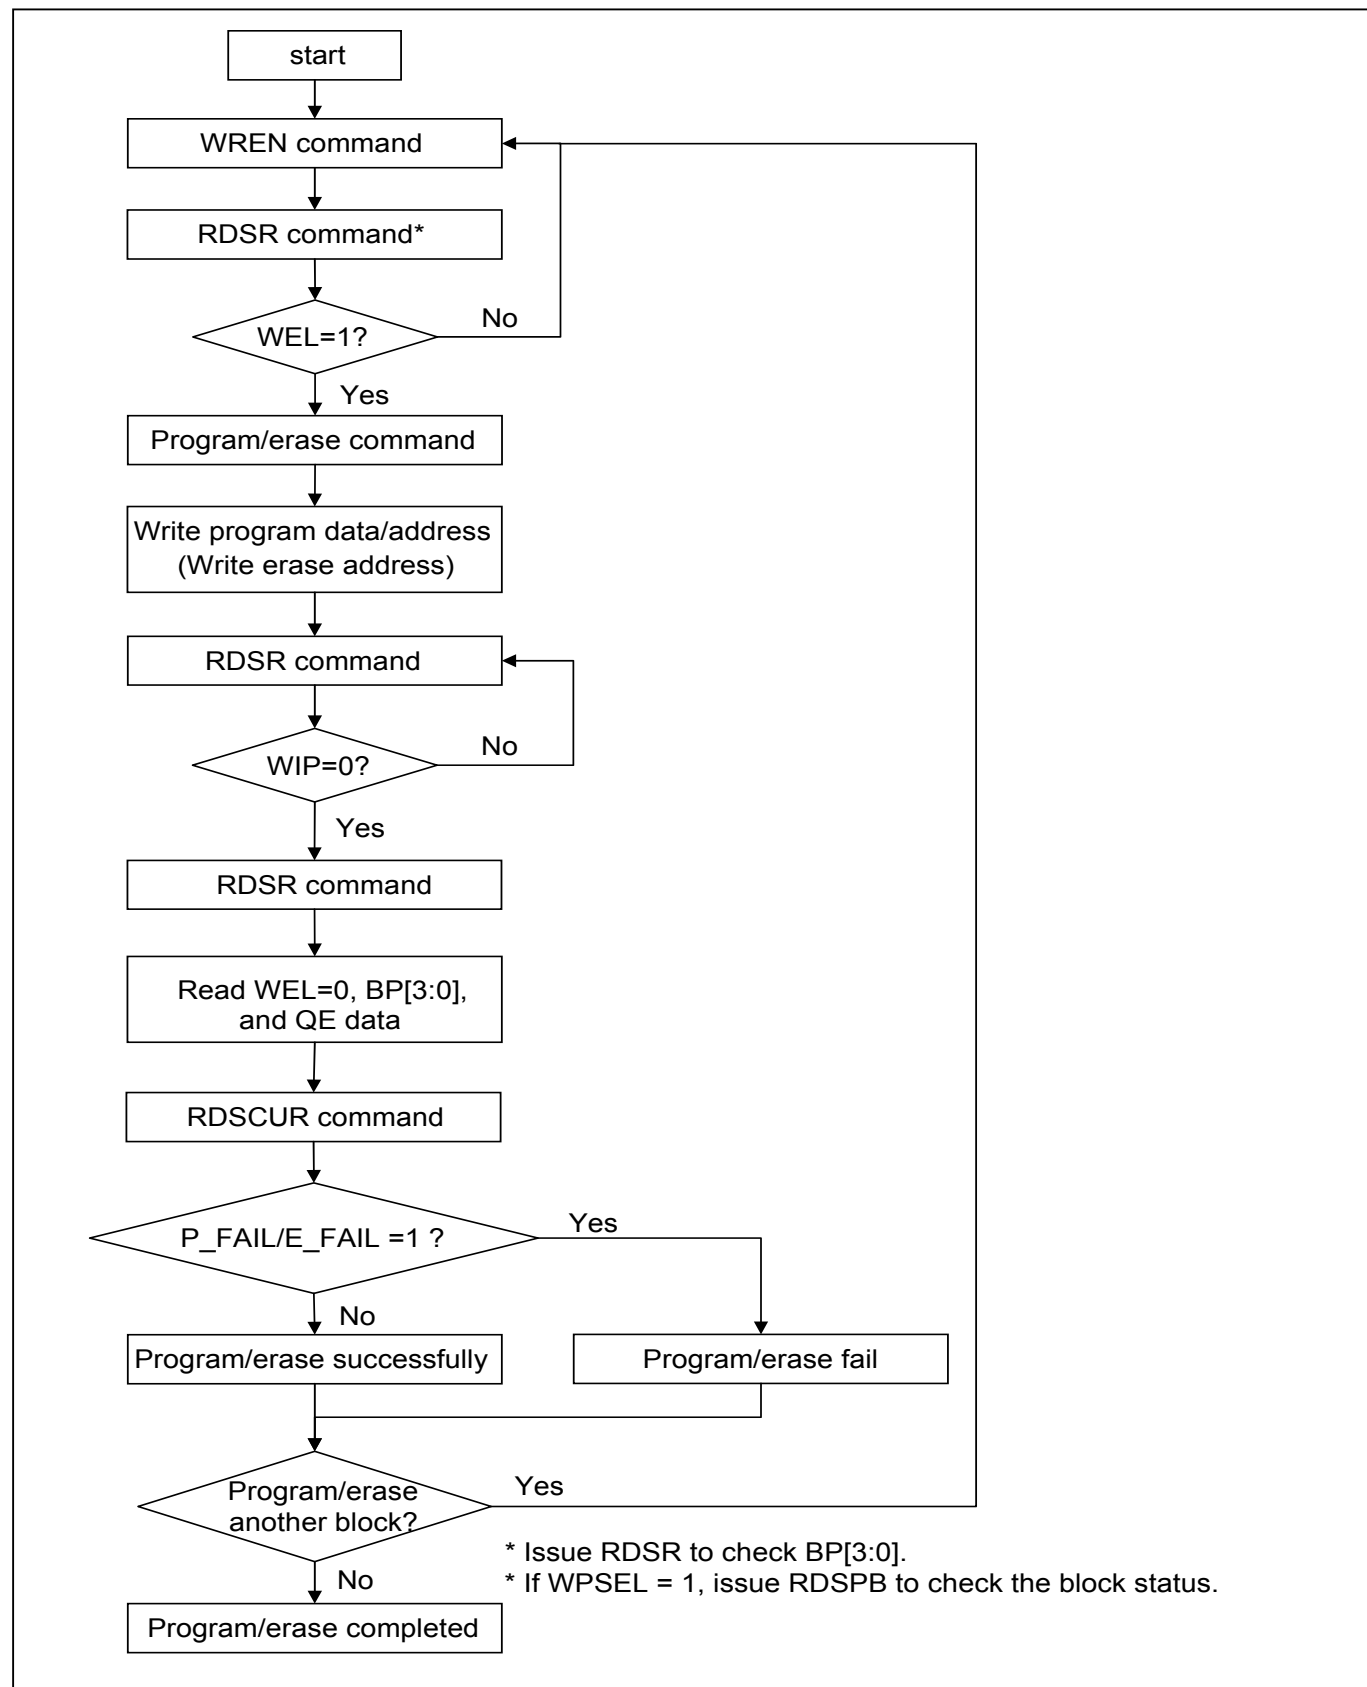 start
WREN command
RDSR command*
WEL=1?
No
Yes
Program/erase command
Write program data/address
(Write erase address)
RDSR command
WIP=0?
No
Yes
RDSR command
Read WEL=0, BP[3:0],
and QE data
RDSCUR command
P_FAIL/E_FAIL =1 ?
Yes
No
Program/erase successfully
Program/erase fail
Program/erase
another block?
Yes
* Issue RDSR to check BP[3:0].
* If WPSEL = 1, issue RDSPB to check the block status.
No
Program/erase completed